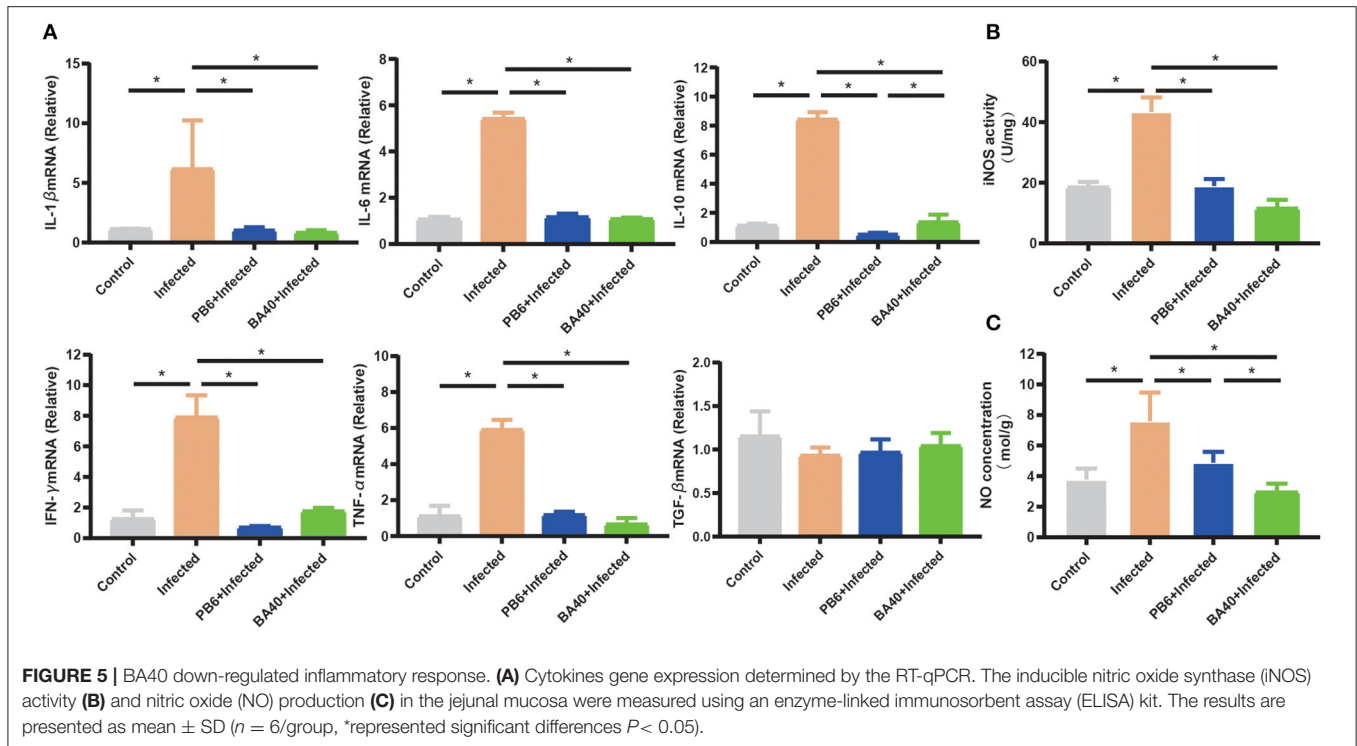 A
IL-1 βmRNA (Relative)
15
10
5
0
*
*
*
Control
Infected
PB6+Infected
BA40+Infected
IL-6 mRNA (Relative)
8
6
4
2
0
*
*
*
Control
Infected
PB6+Infected
BA40+Infected
IL-10 mRNA (Relative)
12
10
8
6
4
2
0
*
*
*
*
Control
Infected
PB6+Infected
BA40+Infected
B
iNOS activity
(U/mg)
60
40
20
0
*
*
*
Control
Infected
PB6+Infected
BA40+Infected
IFN-γmRNA (Relative)
12
10
8
6
4
2
0
*
*
*
Control
Infected
PB6+Infected
BA40+Infected
TNF-αmRNA (Relative)
10
8
6
4
2
0
*
*
*
Control
Infected
PB6+Infected
BA40+Infected
TGF-βmRNA (Relative)
2.0
1.5
1.0
0.5
0.0
Control
Infected
PB6+Infected
BA40+Infected
C
NO concentration
(mol/g)
12
10
8
6
4
2
0
*
*
*
*
Control
Infected
PB6+Infected
BA40+Infected
FIGURE 5 | BA40 down-regulated inflammatory response. (A) Cytokines gene expression determined by the RT-qPCR. The inducible nitric oxide synthase (iNOS)
activity (B) and nitric oxide (NO) production (C) in the jejunal mucosa were measured using an enzyme-linked immunosorbent assay (ELISA) kit. The results are
presented as mean ± SD (n = 6/group, *represented significant differences P< 0.05).